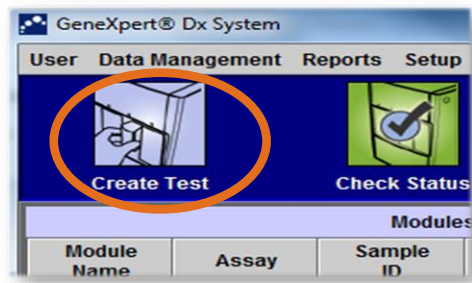 GeneXpert® Dx System
User Data Management Reports Setup
Create Test Check Status
Modules
Module Name Assay Sample ID